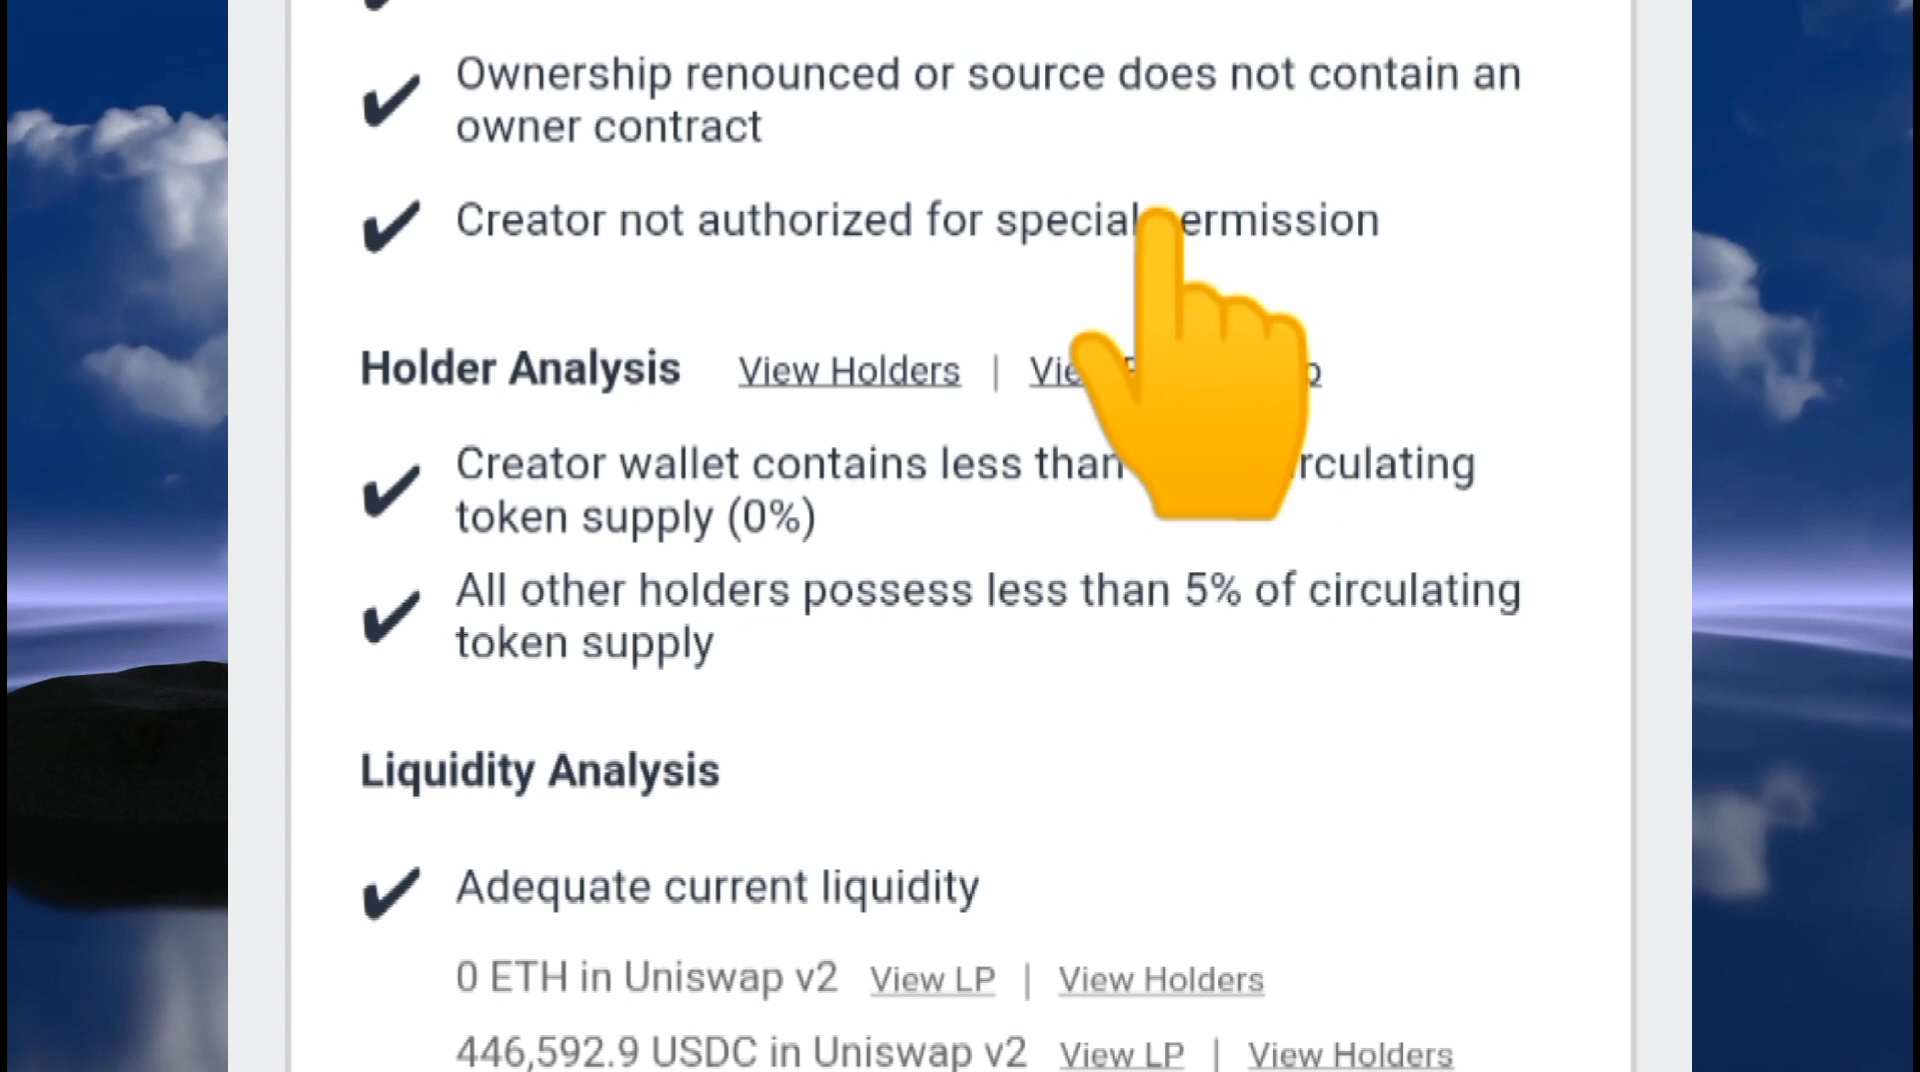 Ownership renounced or source does not contain an
owner contract
Creator not authorized for special ermission
Holder Analysis View Holders |
Creator wallet contains less than rculating
token supply (0%)
All other holders possess less than 5% of circulating
token supply
Liquidity Analysis
Adequate current liquidity
0 ETH in Uniswap v2 View LP | View Holders
446,592.9 USDC in Uniswap v2 View LP | View Holders